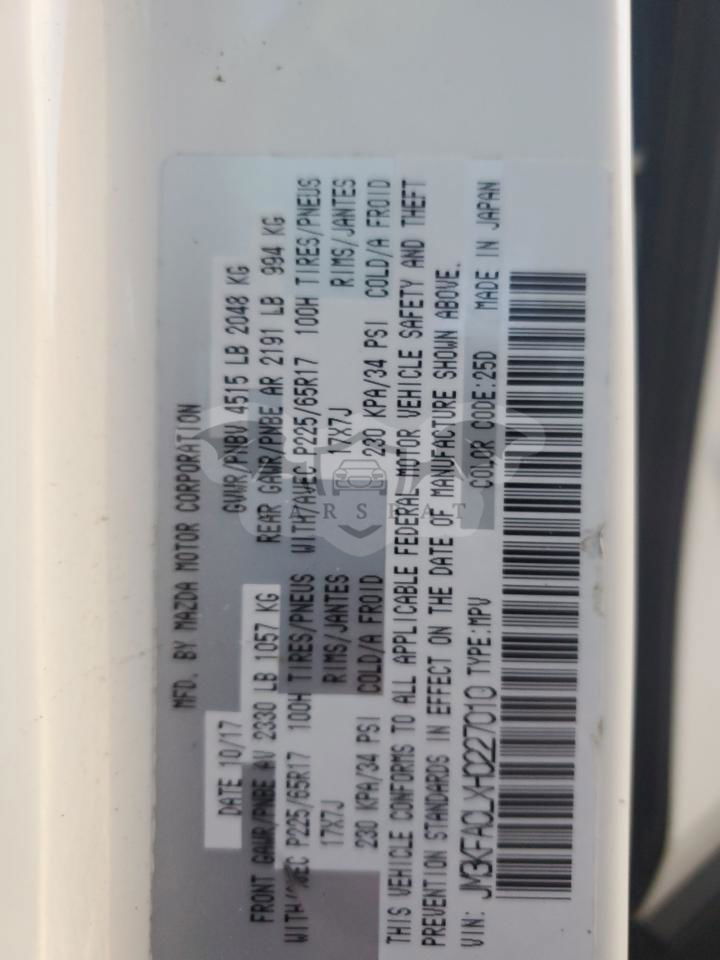 MFD. BY MAZDA MOTOR CORPORATION
DATE 10/17 GVWR/PNBV 4515 LB 2048 KG
FRONT GAWR/PNBE AV 2330 LB 1057 KG REAR GAWR/PNBE AR 2191 LB 994 KG
WITH/AVEC P225/65R17 100H TIRES/PNEUS WITH/AVEC P225/65R17 100H TIRES/PNEUS
17X7J RIMS/JANTES 17X7J RIMS/JANTES
230 KPA/34 PSI COLD/A FROID 230 KPA/34 PSI COLD/A FROID
THIS VEHICLE CONFORMS TO ALL APPLICABLE FEDERAL MOTOR VEHICLE SAFETY AND THEFT
PREVENTION STANDARDS IN EFFECT ON THE DATE OF MANUFACTURE SHOWN ABOVE.
VIN: JM3KFACLXH0227010 TYPE:MPV COLOR CODE:25D MADE IN JAPAN